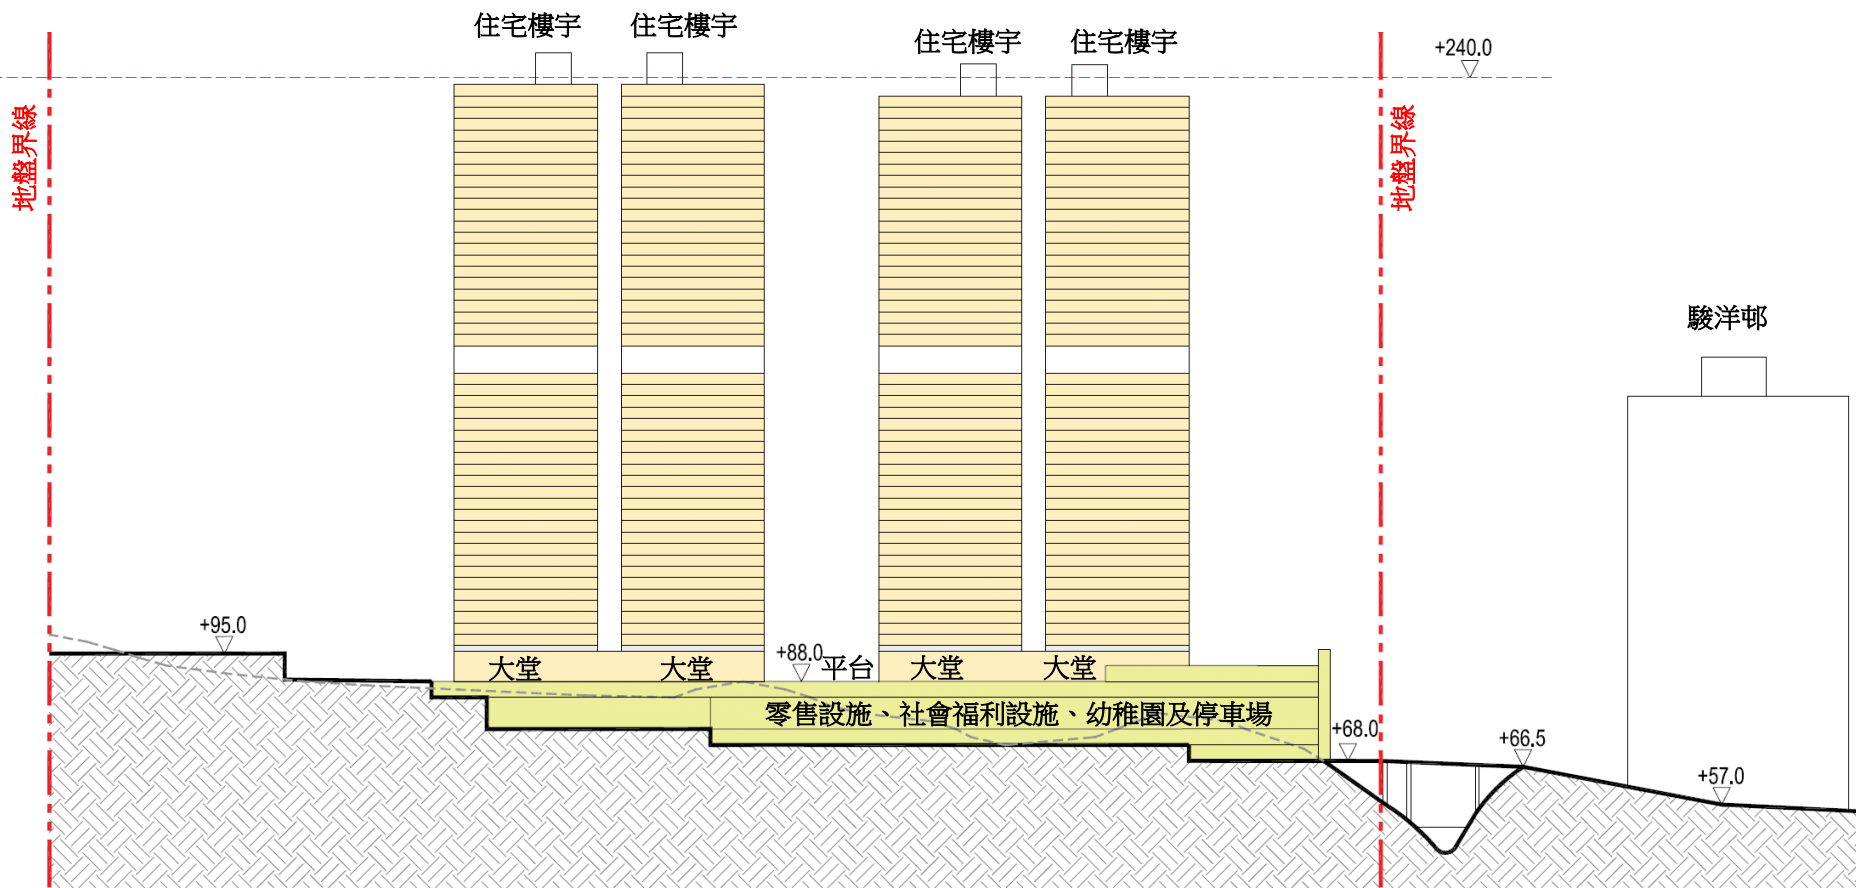 住宅樓宇
住宅樓宇
住宅樓宇
住宅樓宇
+240.0
地盤界線
地盤界線
駿洋邨
+95.0
+88.0
平台
大堂
大堂
大堂
大堂
零售設施、社會福利設施、幼稚園及停車場
+68.0
+66.5
+57.0